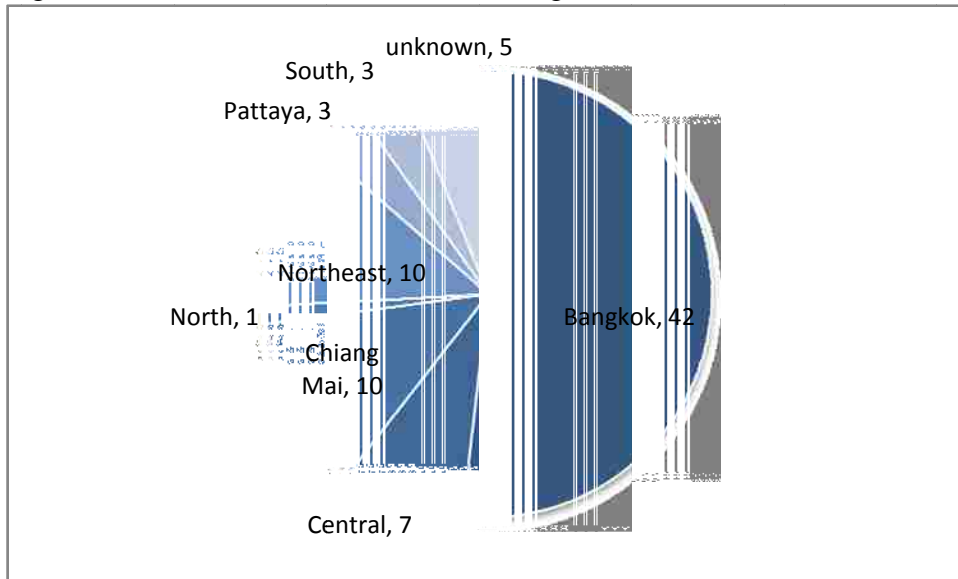 unknown, 5
South, 3
Pattaya, 3
Northeast, 10
North, 1
Bangkok, 42
Chiang
Mai, 10
Central, 7